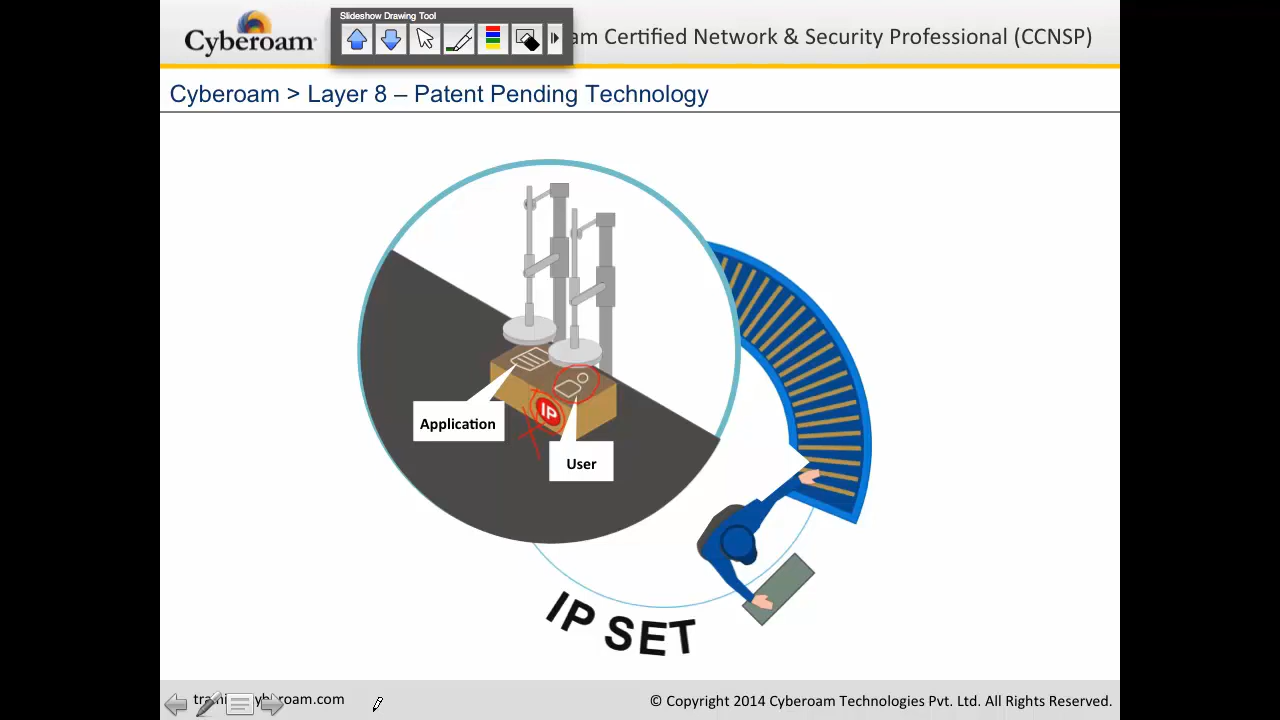 Cyberoam
Slideshow Drawing Tool
am Certified Network & Security Professional (CCNSP)
Cyberoam > Layer 8 – Patent Pending Technology
Application
IP
User
IP SET
© Copyright 2014 Cyberoam Technologies Pvt. Ltd. All Rights Reserved.